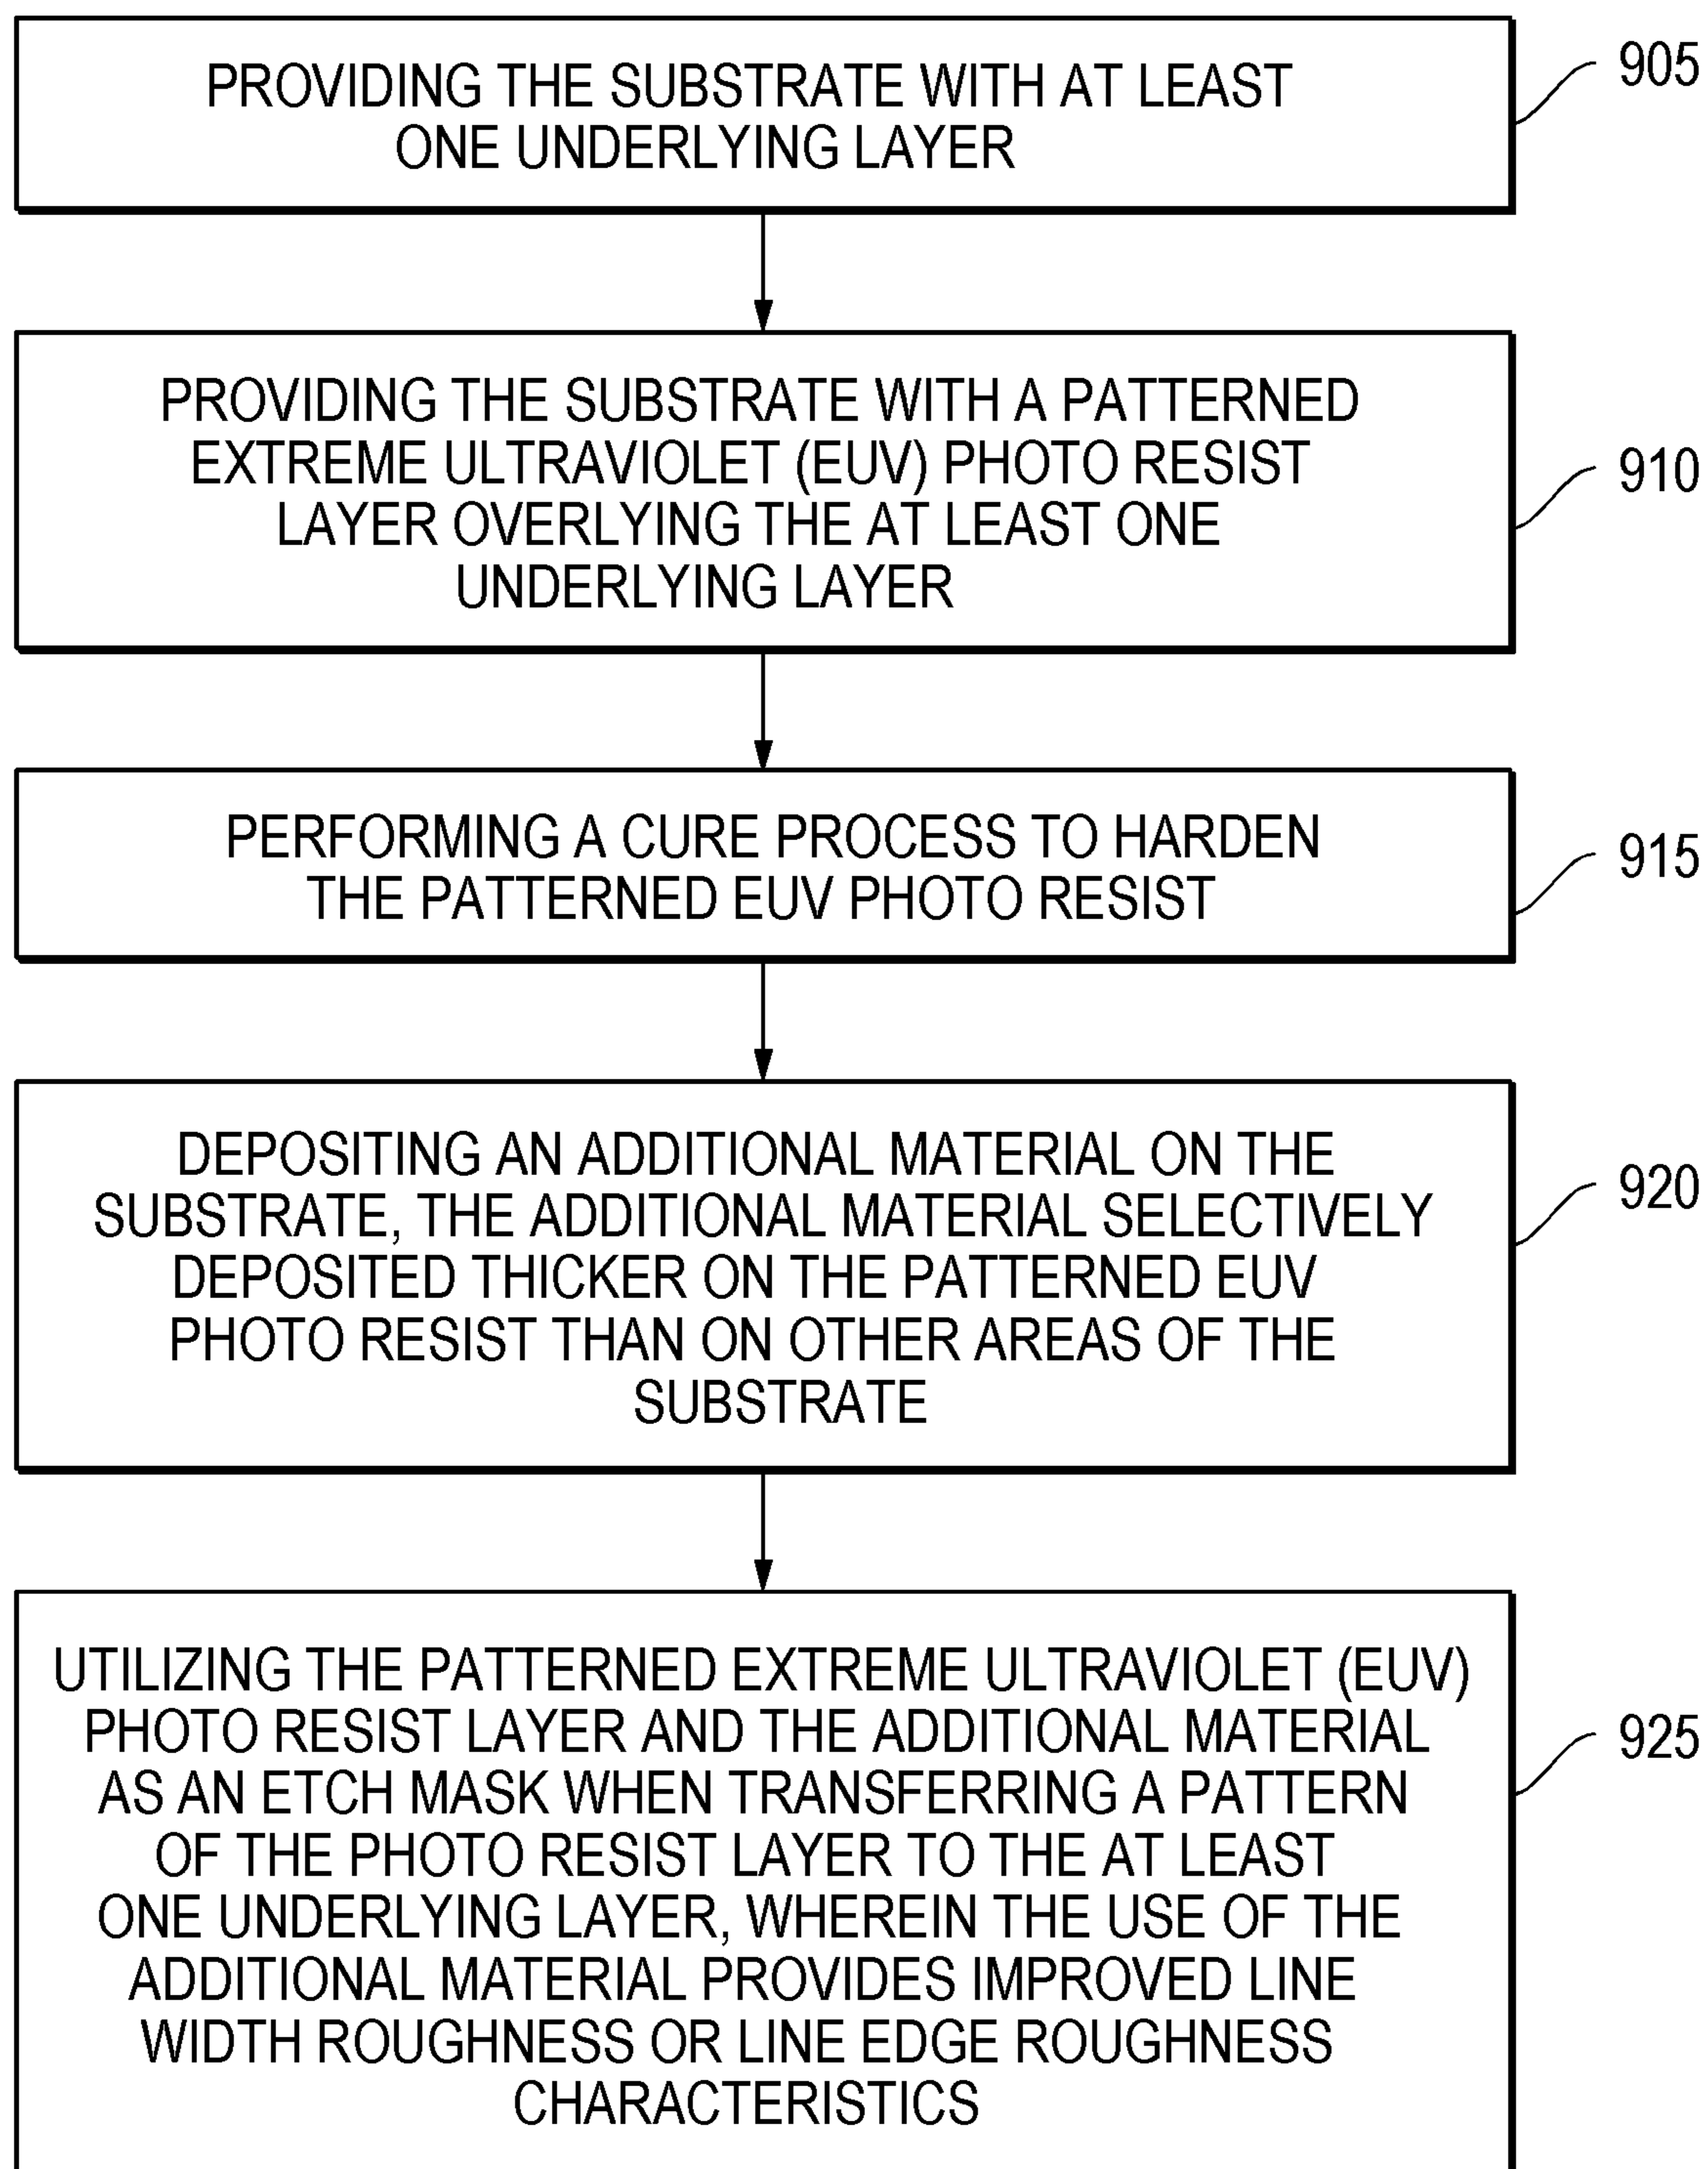 PROVIDING THE SUBSTRATE WITH AT LEAST
ONE UNDERLYING LAYER
905
PROVIDING THE SUBSTRATE WITH A PATTERNED
EXTREME ULTRAVIOLET (EUV) PHOTO RESIST
LAYER OVERLYING THE AT LEAST ONE
UNDERLYING LAYER
910
PERFORMING A CURE PROCESS TO HARDEN
THE PATTERNED EUV PHOTO RESIST
915
DEPOSITING AN ADDITIONAL MATERIAL ON THE
SUBSTRATE, THE ADDITIONAL MATERIAL SELECTIVELY
DEPOSITED THICKER ON THE PATTERNED EUV
PHOTO RESIST THAN ON OTHER AREAS OF THE
SUBSTRATE
920
UTILIZING THE PATTERNED EXTREME ULTRAVIOLET (EUV)
PHOTO RESIST LAYER AND THE ADDITIONAL MATERIAL
AS AN ETCH MASK WHEN TRANSFERRING A PATTERN
OF THE PHOTO RESIST LAYER TO THE AT LEAST
ONE UNDERLYING LAYER, WHEREIN THE USE OF THE
ADDITIONAL MATERIAL PROVIDES IMPROVED LINE
WIDTH ROUGHNESS OR LINE EDGE ROUGHNESS
CHARACTERISTICS
925